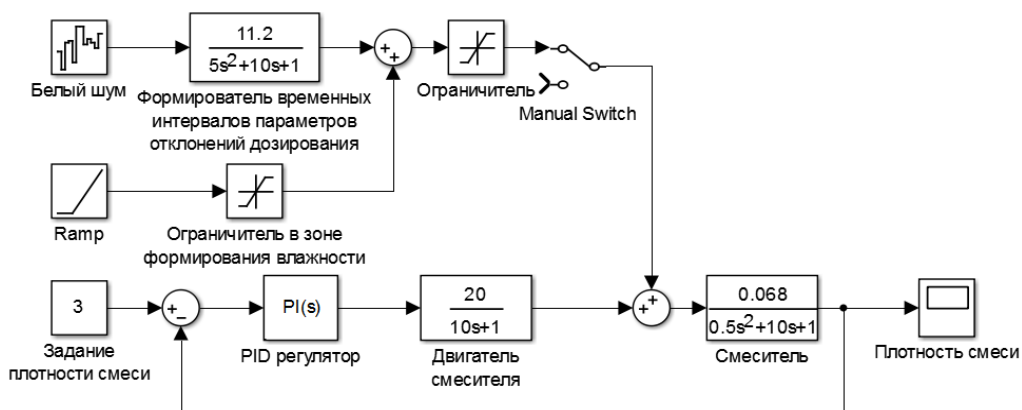 11.2
5s²+10s+1
Белый шум
Формирователь временных
интервалов параметров
отклонений дозирования
Ограничитель
Manual Switch
Ramp
Ограничитель в зоне
формирования влажности
3
PI(s)
20
10s+1
0.068
0.5s²+10s+1
Задание
плотности смеси
PID регулятор
Двигатель
смесителя
Смеситель
Плотность смеси